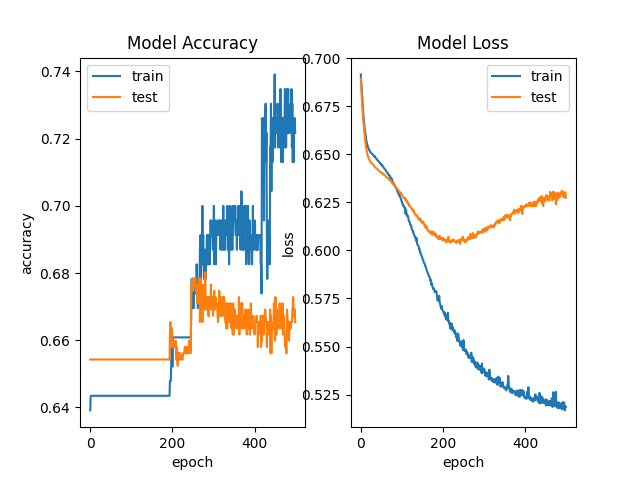 Model Accuracy
0.74
0.72
0.70
0.68
0.66
0.64
accuracy
0
200
400
epoch
train
test
Model Loss
0.700
0.675
0.650
0.625
0.600
0.575
0.550
0.525
loss
0
200
400
epoch
train
test